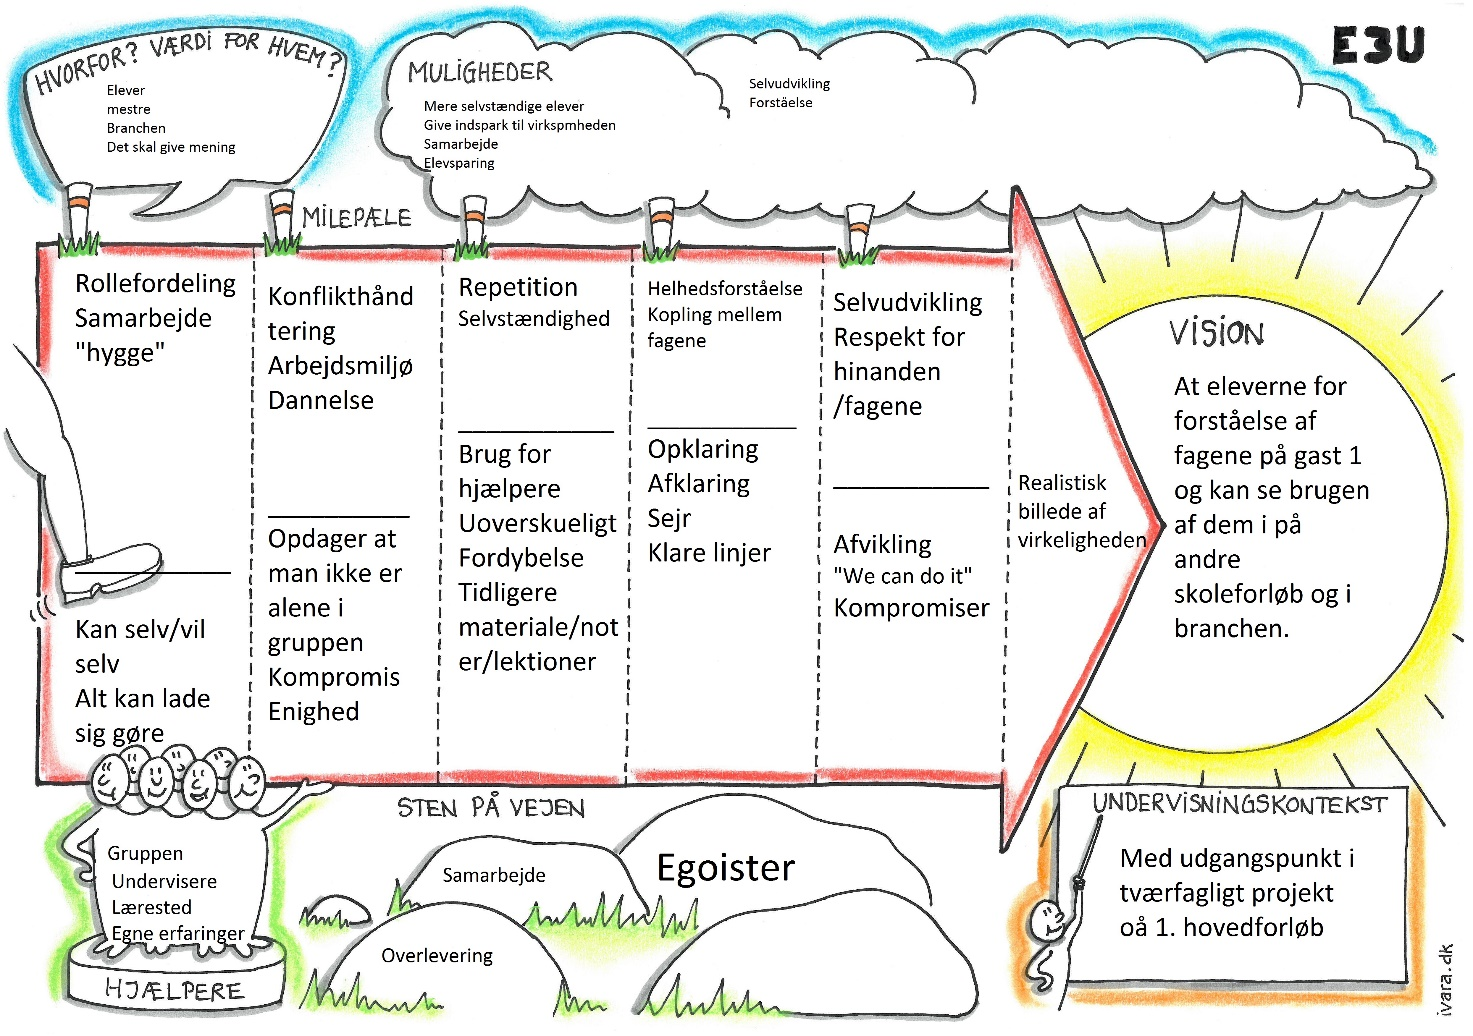 HVORFOR? VÆRDI FOR HVEM?
Elever
mestre
Branchen
Det skal give mening
MULIGHEDER
Mere selvstændige elever
Give indspark til virkspmheden
Samarbejde
Elevsparing
Selvudvikling
Forståelse
E3U
MILEPÆLE
Rollefordeling
Samarbejde
"hygge"
Kan selv/vil
selv
Alt kan lade
sig gøre
Konflikthånd
tering
Arbejdsmiljø
Dannelse
Opdager at
man ikke er
alene i
gruppen
Kompromis
Enighed
Repetition
Selvstændighed
Brug for
hjælpere
Uoverskueligt
Fordybelse
Tidligere
materiale/not
er/lektioner
Helhedsforståelse
Kopling mellem
fagene
Opklaring
Afklaring
Sejr
Klare linjer
Selvudvikling
Respekt for
hinanden
/fagene
Afvikling
"We can do it"
Kompromiser
Realistisk
billede af
virkeligheden
VISION
At eleverne for
forståelse af
fagene på gast 1
og kan se brugen
af dem i på
andre
skoleforløb og i
branchen.
Gruppen
Undervisere
Lærested
Egne erfaringer
HJÆLPERE
STEN PÅ VEJEN
Samarbejde
Egoister
Overlevering
UNDERVISNINGSKONTEKST
Med udgangspunt i
tværfagligt projekt
oå 1. hovedforløb
ivara.dk